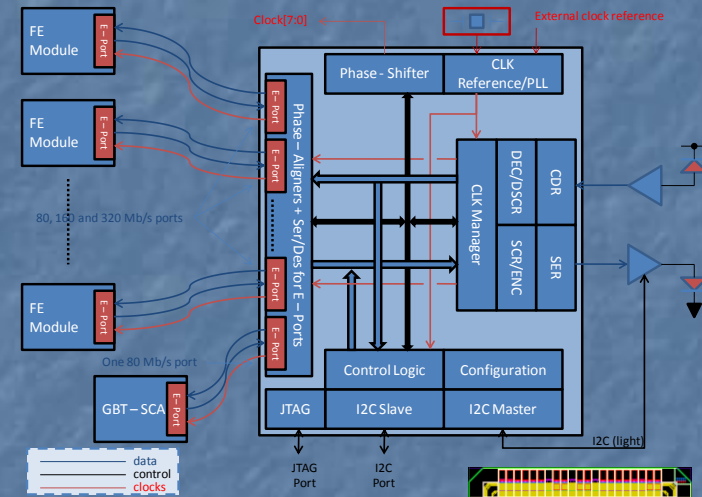 Clock[7:0]
External clock reference
FE
Module
E – Port
Phase - Shifter
CLK
Reference/PLL
E – Port
FE
Module
E – Port
E – Port
Phase – Aligners + Ser/Des for E – Ports
CLK Manager
DEC/DSCR
CDR
80, 160 and 320 Mb/s ports
SCR/ENC
SER
FE
Module
E – Port
E – Port
One 80 Mb/s port
E – Port
GBT – SCA
E – Port
Control Logic
Configuration
JTAG
I2C Slave
I2C Master
I2C (light)
data
control
clocks
JTAG
Port
I2C
Port